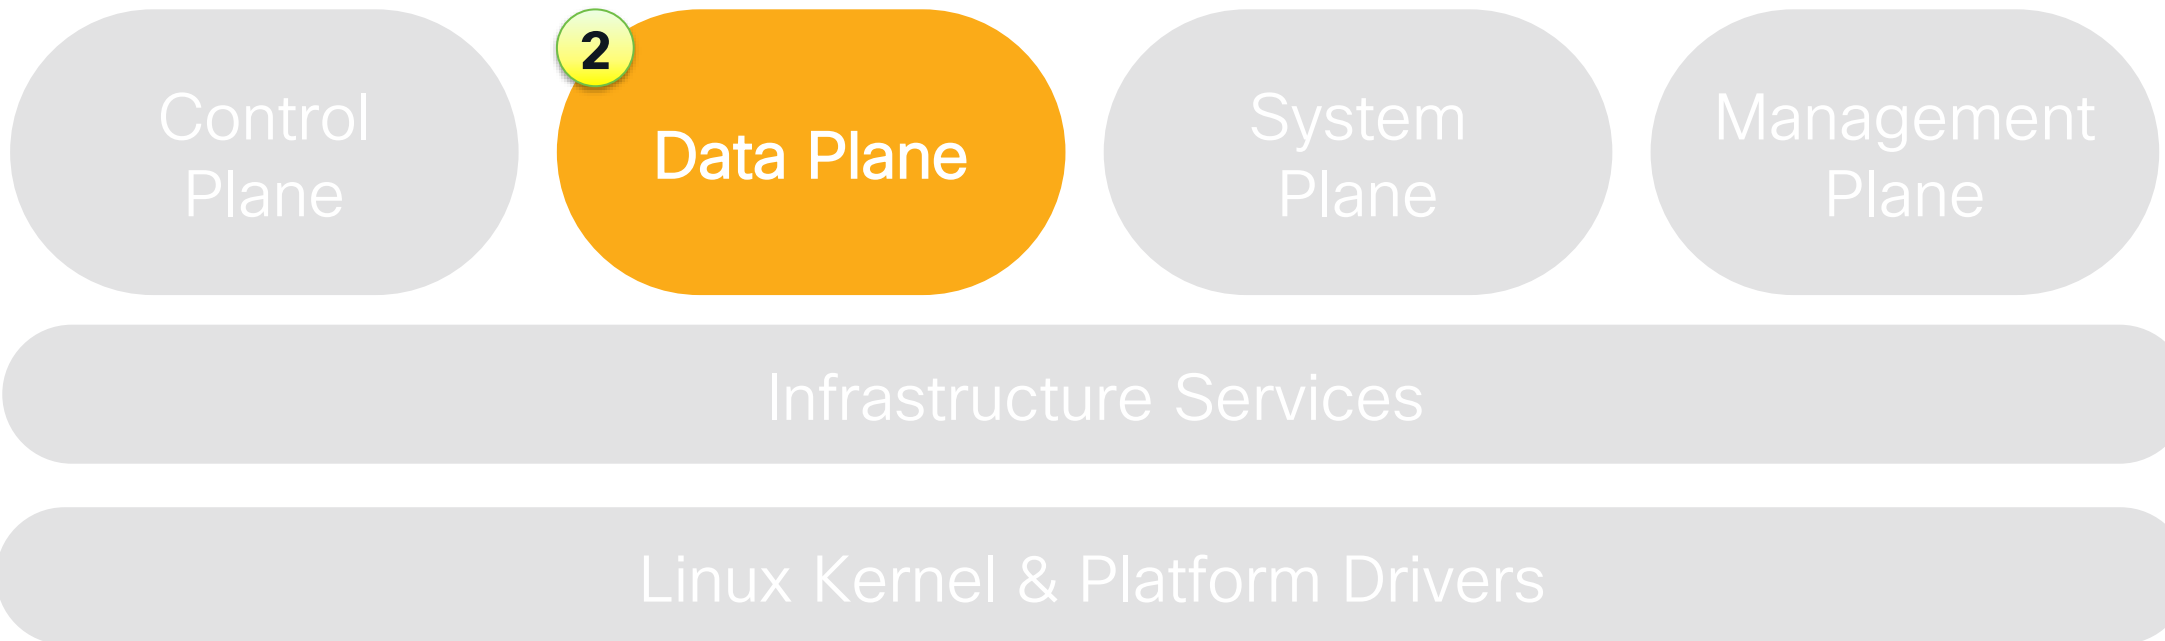 Control
Plane
2
Data Plane
System
Plane
Management
Plane
Infrastructure Services
Linux Kernel & Platform Drivers